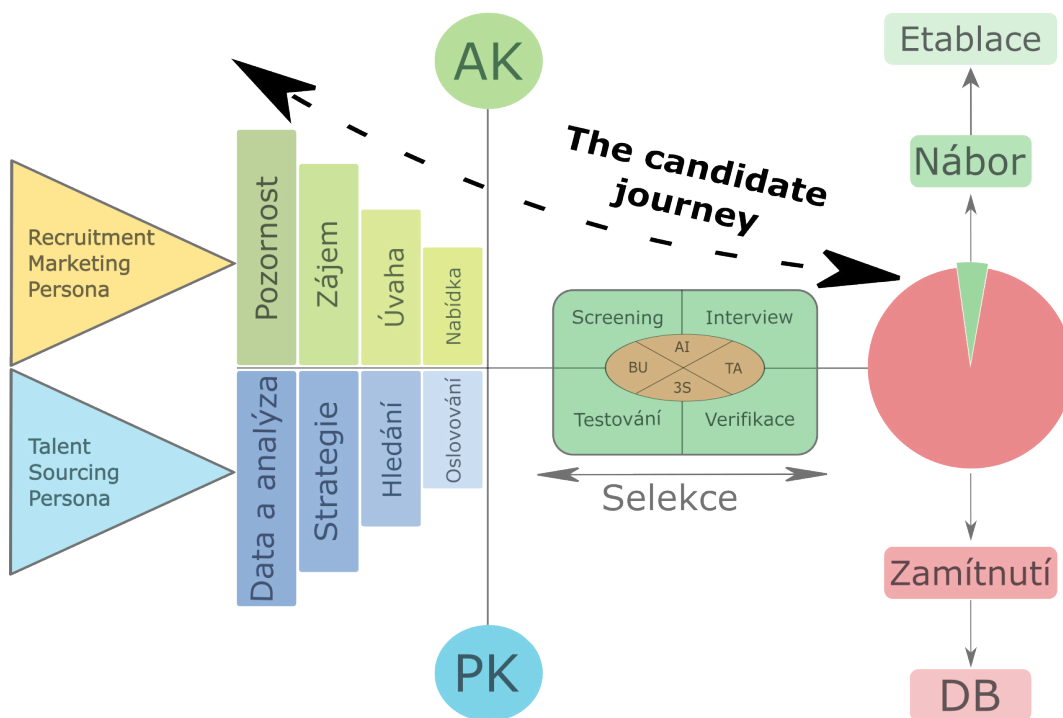 AK
The candidate
journey
Etablace
Nábor
Recruitment
Marketing
Persona
Pozornost
Zájem
Úvaha
Nabídka
Talent
Sourcing
Persona
Data a analýza
Strategie
Hledání
Oslovování
PK
Screening
Interview
AI
BU
TA
3S
Testování
Verifikace
Selekce
Zamítnutí
DB